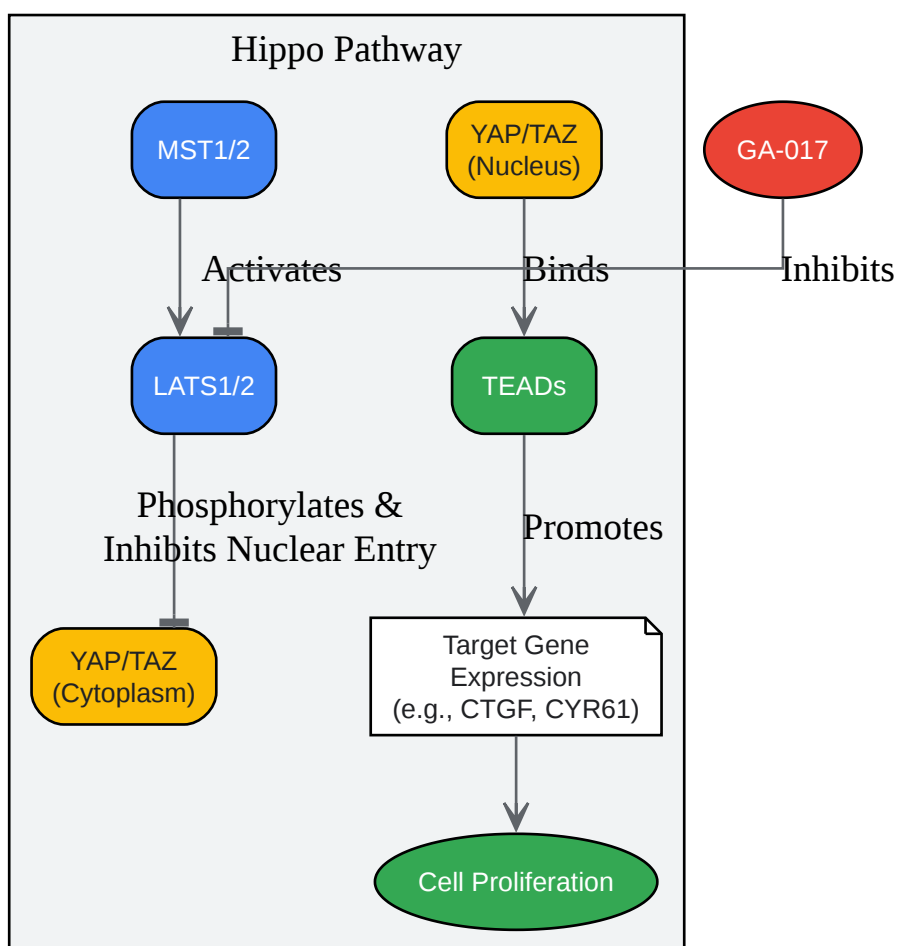 Hippo Pathway
MST1/2
YAP/TAZ
(Nucleus)
GA-017
Activates
Binds
Inhibits
LATS1/2
TEADs
Phosphorylates &
Inhibits Nuclear Entry
Promotes
YAP/TAZ
(Cytoplasm)
Target Gene
Expression
(e.g., CTGF, CYR61)
Cell Proliferation